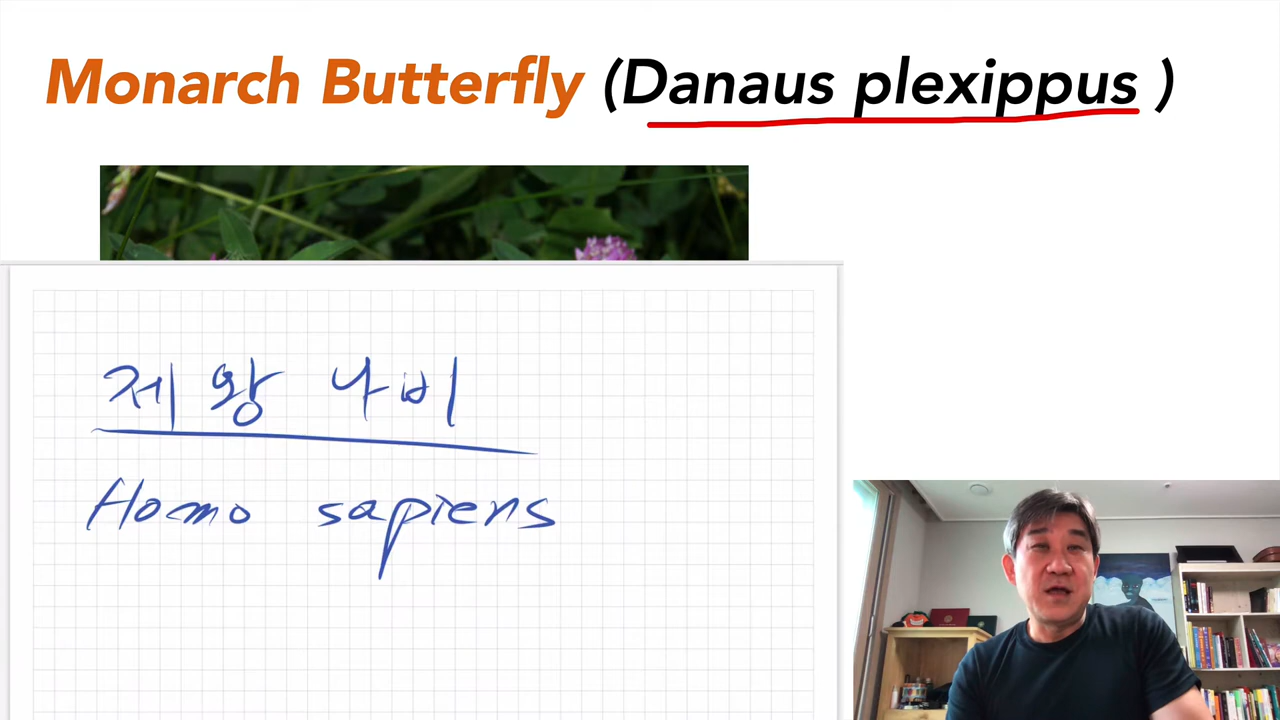 Monarch Butterfly (Danaus plexippus )
제왕 나비
Homo sapiens